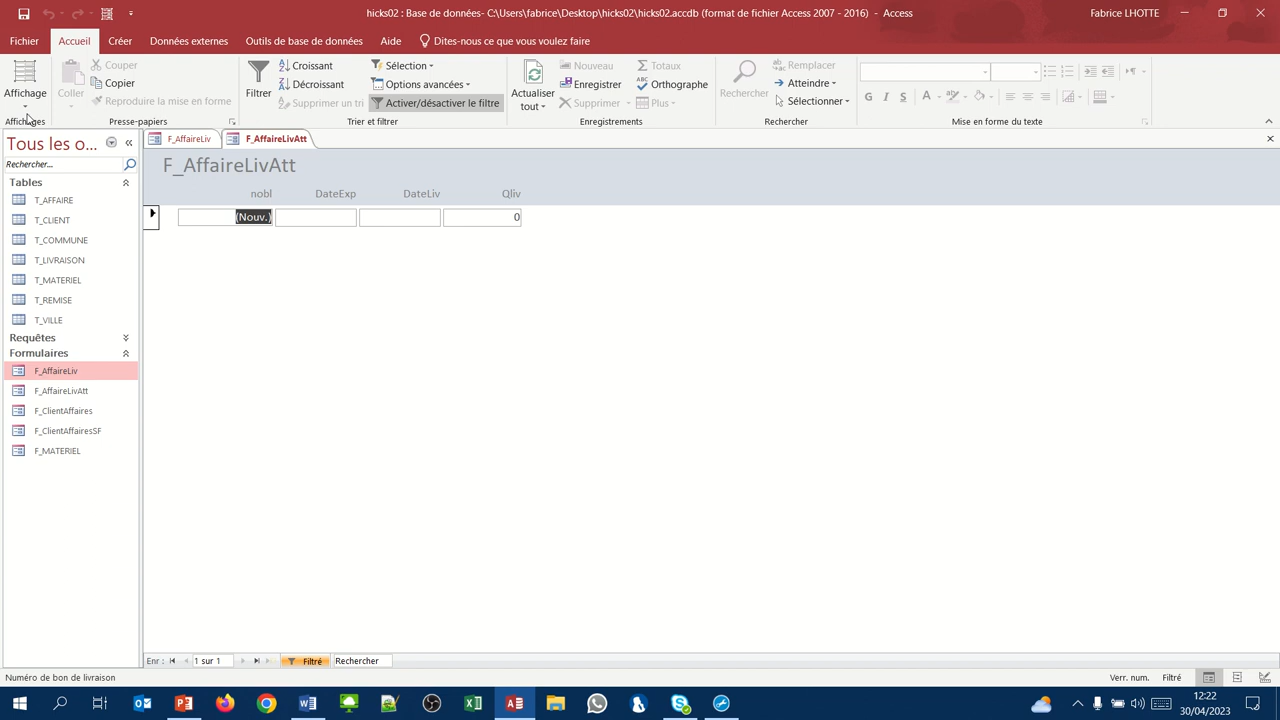 hicks02 : Base de données- C:\Users\fabrice\Desktop\hicks02\hicks02.accdb (format de fichier Access 2007 - 2016) - Access
Fabrice LHOTTE
Fichier Accueil Créer Données externes Outils de base de données Aide Dites-nous ce que vous voulez faire
Affichage
Affichages
Coller
Couper
Copier
Reproduire la mise en forme
Presse-papiers
Filtrer
Croissant
Décroissant
Supprimer un tri
Sélection
Options avancées
Activer/désactiver le filtre
Trier et filtrer
Actualiser
tout
Nouveau
Enregistrer
Supprimer
Totaux
Orthographe
Plus
Enregistrements
Rechercher
Remplacer
Atteindre
Sélectionner
Rechercher
G I S
A
Mise en forme du texte
Tous les o...
Rechercher...
Tables
T_AFFAIRE
T_CLIENT
T_COMMUNE
T_LIVRAISON
T_MATERIEL
T_REMISE
T_VILLE
Requêtes
Formulaires
F_AffaireLiv
F_AffaireLivAtt
F_ClientAffaires
F_ClientAffairesSF
F_MATERIEL
F_AffaireLiv F_AffaireLivAtt
F_AffaireLivAtt
nobl DateExp DateLiv Qliv
(Nouv.) 0
Enr : 1 sur 1 Filtré Rechercher
Numéro de bon de livraison
Verr. num. Filtré
12:22
30/04/2023